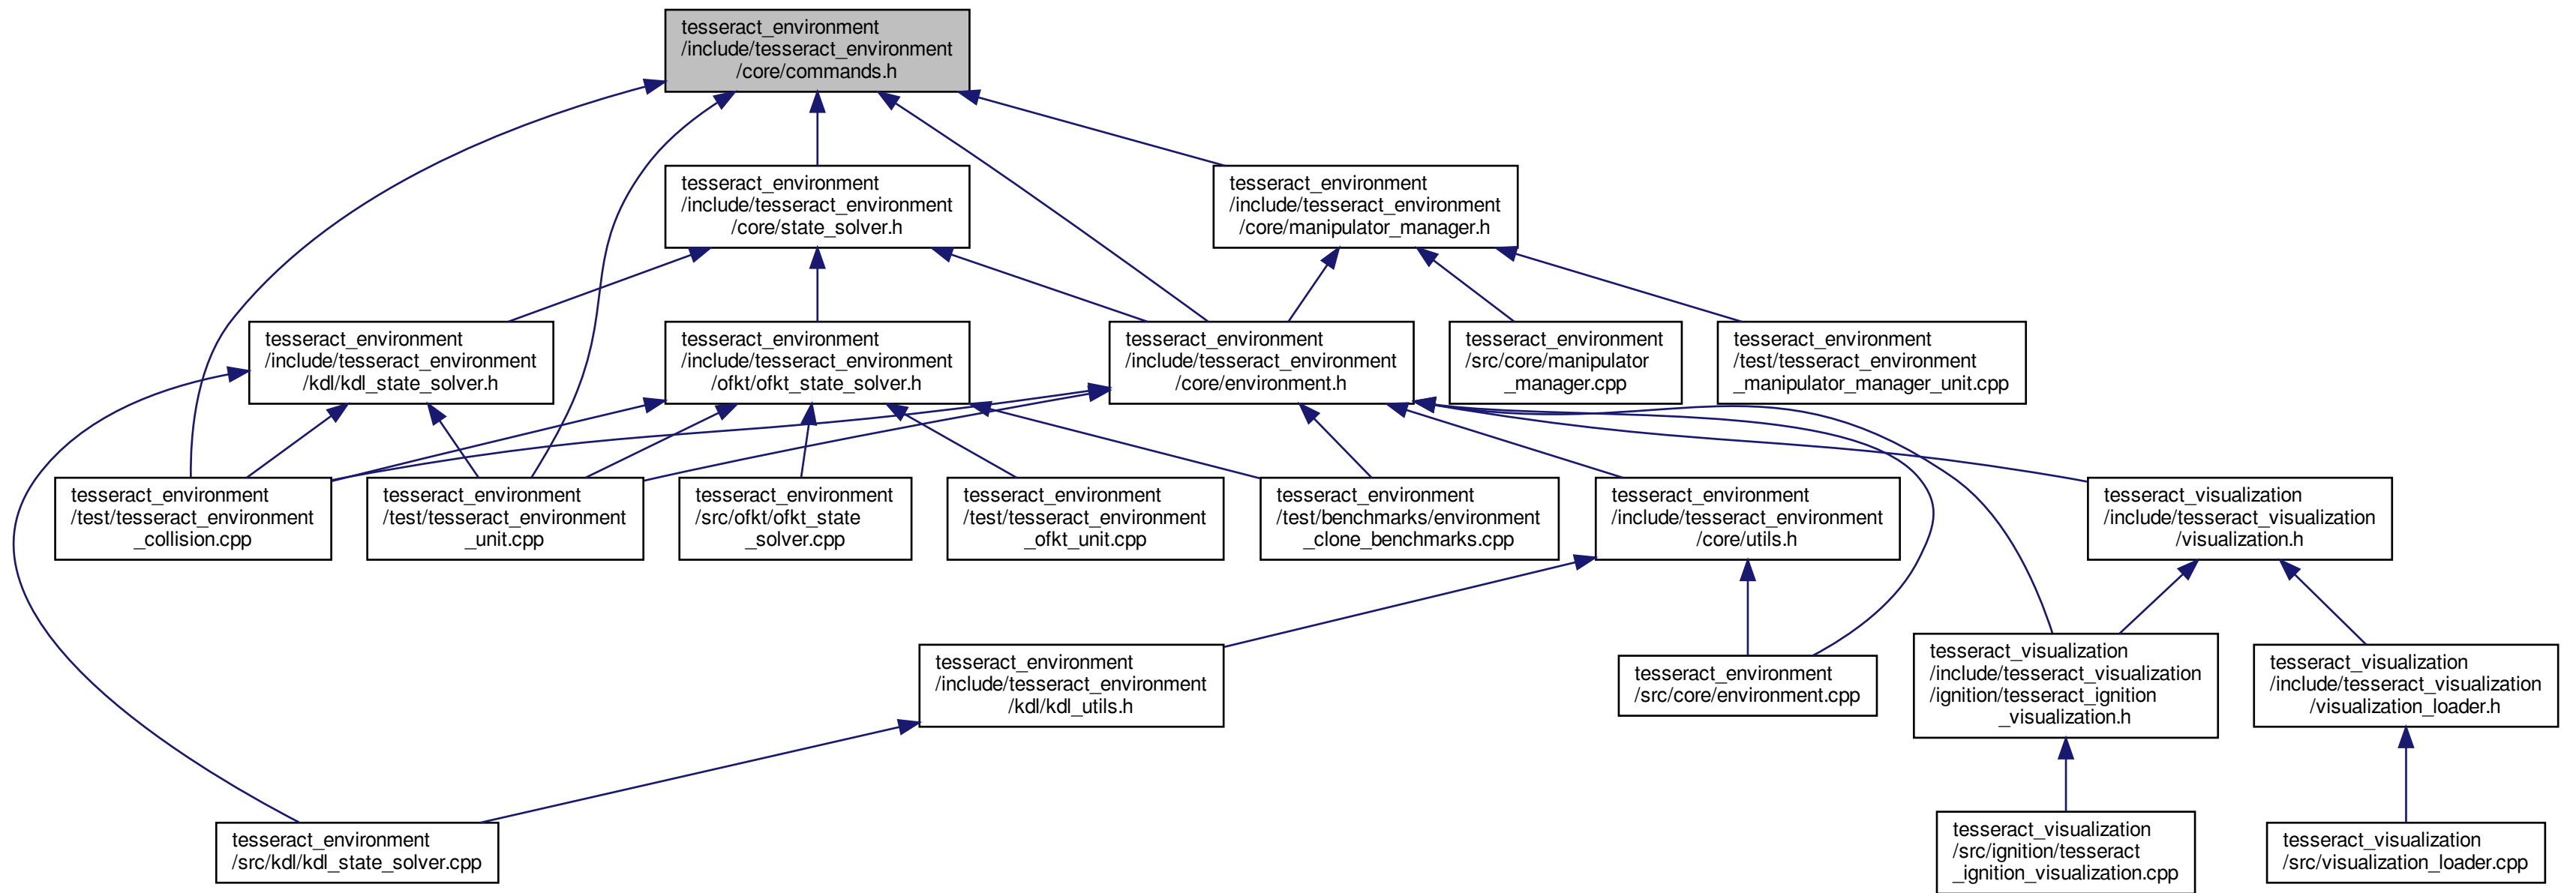 tesseract_environment
/include/tesseract_environment
/core/commands.h
tesseract_environment
/include/tesseract_environment
/core/state_solver.h
tesseract_environment
/include/tesseract_environment
/core/manipulator_manager.h
tesseract_environment
/include/tesseract_environment
/kdl/kdl_state_solver.h
tesseract_environment
/include/tesseract_environment
/ofkt/ofkt_state_solver.h
tesseract_environment
/include/tesseract_environment
/core/environment.h
tesseract_environment
/src/core/manipulator
_manager.cpp
tesseract_environment
/test/tesseract_environment
_manipulator_manager_unit.cpp
tesseract_environment
/test/tesseract_environment
_collision.cpp
tesseract_environment
/test/tesseract_environment
_unit.cpp
tesseract_environment
/src/ofkt/ofkt_state
_solver.cpp
tesseract_environment
/test/tesseract_environment
_ofkt_unit.cpp
tesseract_environment
/test/benchmarks/environment
_clone_benchmarks.cpp
tesseract_environment
/include/tesseract_environment
/core/utils.h
tesseract_visualization
/include/tesseract_visualization
/visualization.h
tesseract_environment
/include/tesseract_environment
/kdl/kdl_utils.h
tesseract_environment
/src/core/environment.cpp
tesseract_visualization
/include/tesseract_visualization
/ignition/tesseract_ignition
_visualization.h
tesseract_visualization
/include/tesseract_visualization
/visualization_loader.h
tesseract_environment
/src/kdl/kdl_state_solver.cpp
tesseract_visualization
/src/ignition/tesseract
_ignition_visualization.cpp
tesseract_visualization
/src/visualization_loader.cpp